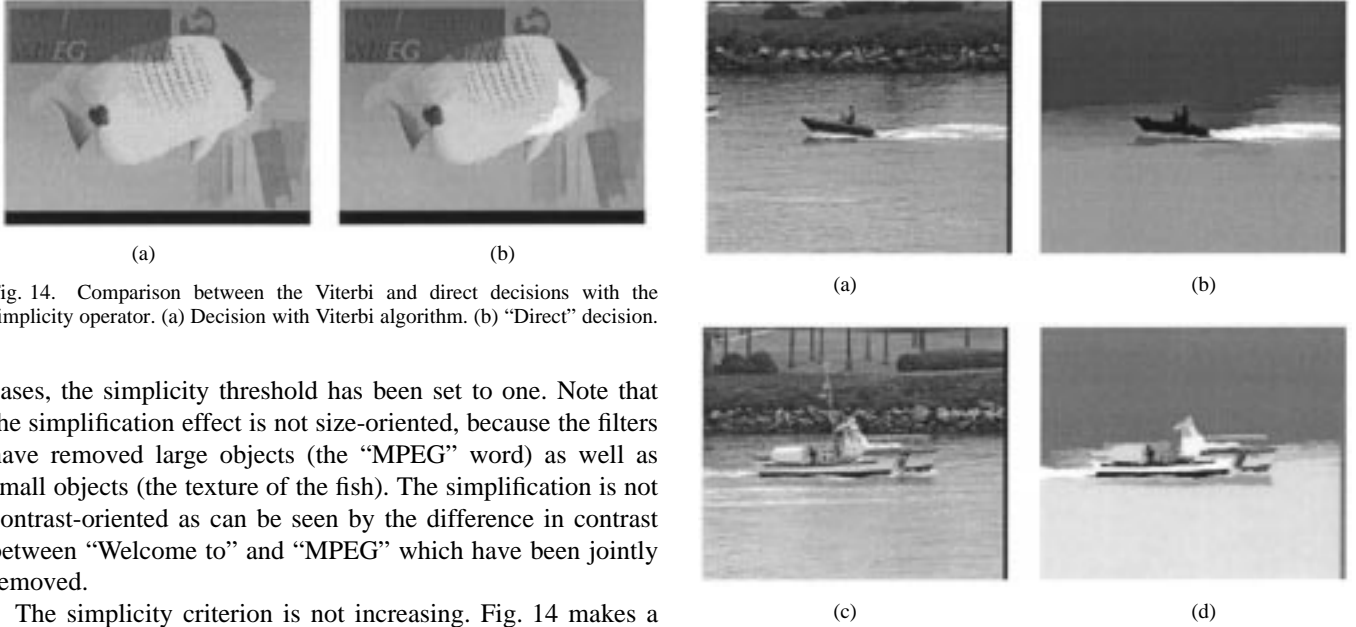 (a)
(b)
Fig. 14. Comparison between the Viterbi and direct decisions with the
simplicity operator. (a) Decision with Viterbi algorithm. (b) “Direct” decision.
cases, the simplicity threshold has been set to one. Note that
the simplification effect is not size-oriented, because the filters
have removed large objects (the “MPEG” word) as well as
small objects (the texture of the fish). The simplification is not
contrast-oriented as can be seen by the difference in contrast
between “Welcome to” and “MPEG” which have been jointly
removed.
The simplicity criterion is not increasing. Fig. 14 makes a
(a)
(b)
(c)
(d)